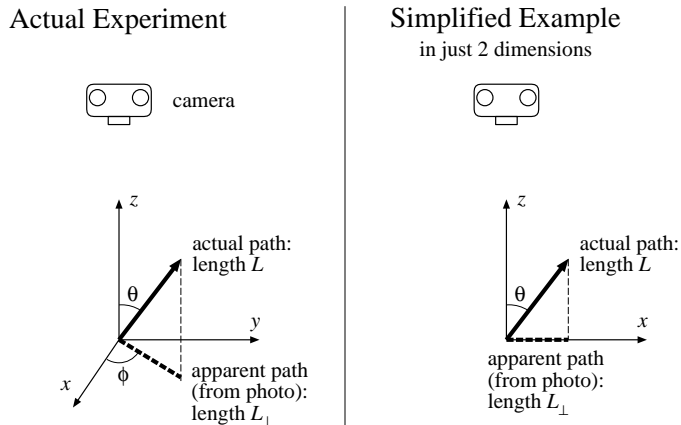 Actual Experiment
camera
z
actual path:
length L
θ
y
x
ϕ
apparent path
(from photo):
length L⊥
Simplified Example
in just 2 dimensions
z
actual path:
length L
θ
x
apparent path
(from photo):
length L⊥